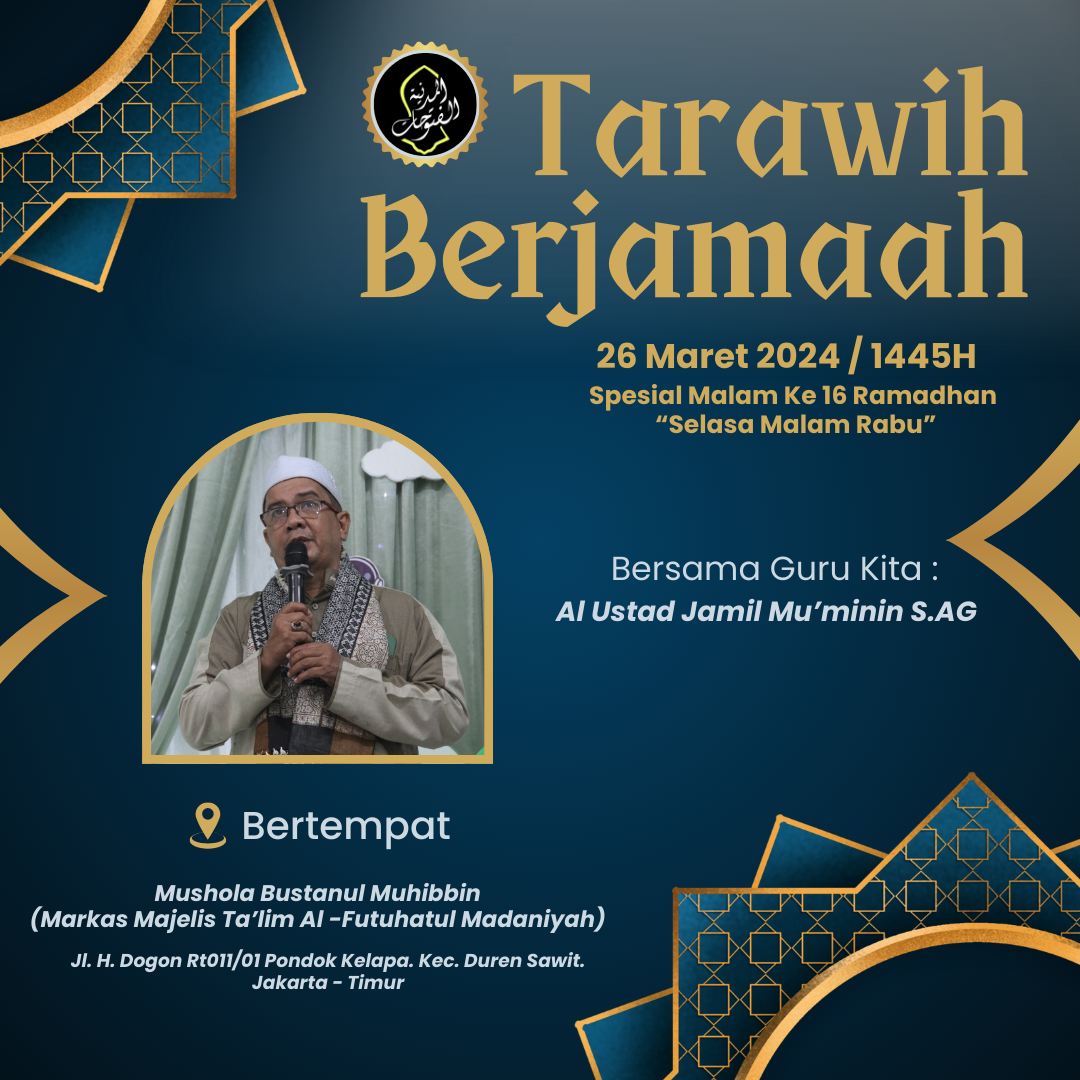 المدنية
الفتوحات
Tarawih
Berjamaah
26 Maret 2024 / 1445H
Spesial Malam Ke 16 Ramadhan
“Selasa Malam Rabu”
Bersama Guru Kita :
Al Ustad Jamil Mu’minin S.AG
Bertempat
Mushola Bustanul Muhibbin
(Markas Majelis Ta’lim Al -Futuhatul Madaniyah)
Jl. H. Dogon Rt011/01 Pondok Kelapa. Kec. Duren Sawit.
Jakarta - Timur